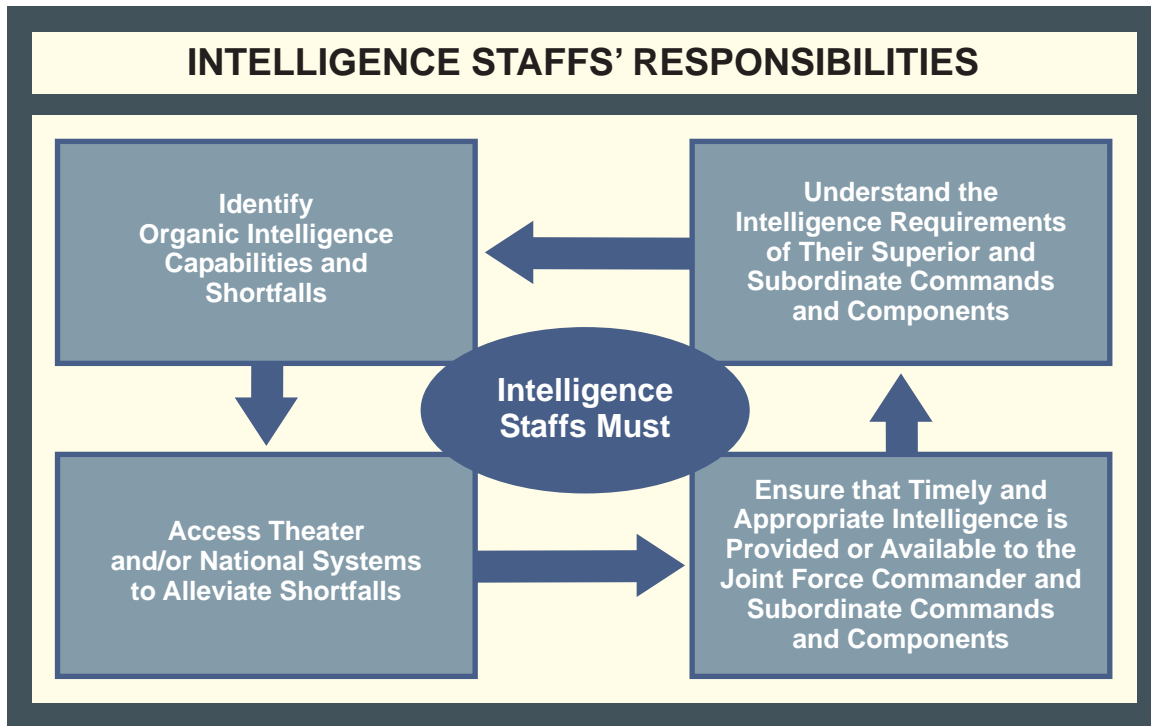 INTELLIGENCE STAFFS’ RESPONSIBILITIES
Identify
Organic Intelligence
Capabilities and
Shortfalls
Understand the
Intelligence Requirements
of Their Superior and
Subordinate Commands
and Components
Intelligence
Staffs Must
Access Theater
and/or National Systems
to Alleviate Shortfalls
Ensure that Timely and
Appropriate Intelligence is
Provided or Available to the
Joint Force Commander and
Subordinate Commands
and Components